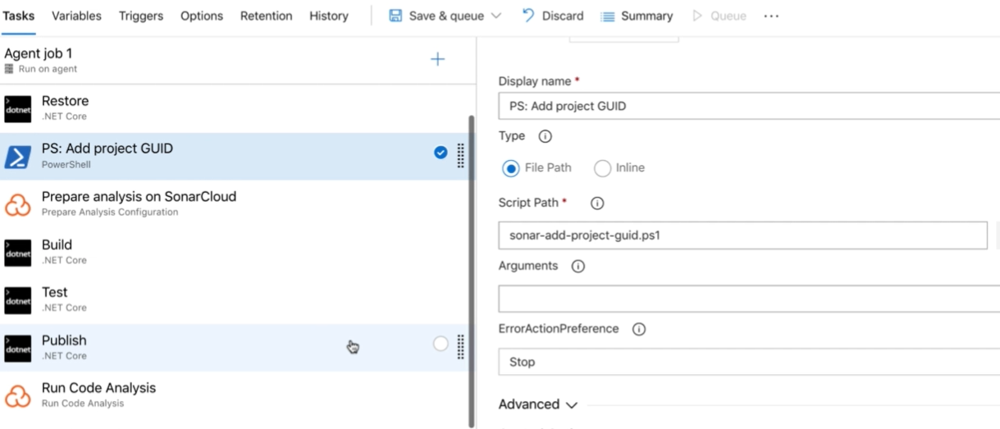 Tasks Variables Triggers Options Retention History Save & queue Discard Summary Queue ...
Agent job 1
Run on agent
Restore
dotnet
.NET Core
PS: Add project GUID
PowerShell
Prepare analysis on SonarCloud
Prepare Analysis Configuration
Build
dotnet
.NET Core
Test
dotnet
.NET Core
Publish
dotnet
.NET Core
Run Code Analysis
Run Code Analysis
Display name *
PS: Add project GUID
Type
File Path Inline
Script Path *
sonar-add-project-guid.ps1
Arguments
ErrorActionPreference
Stop
Advanced